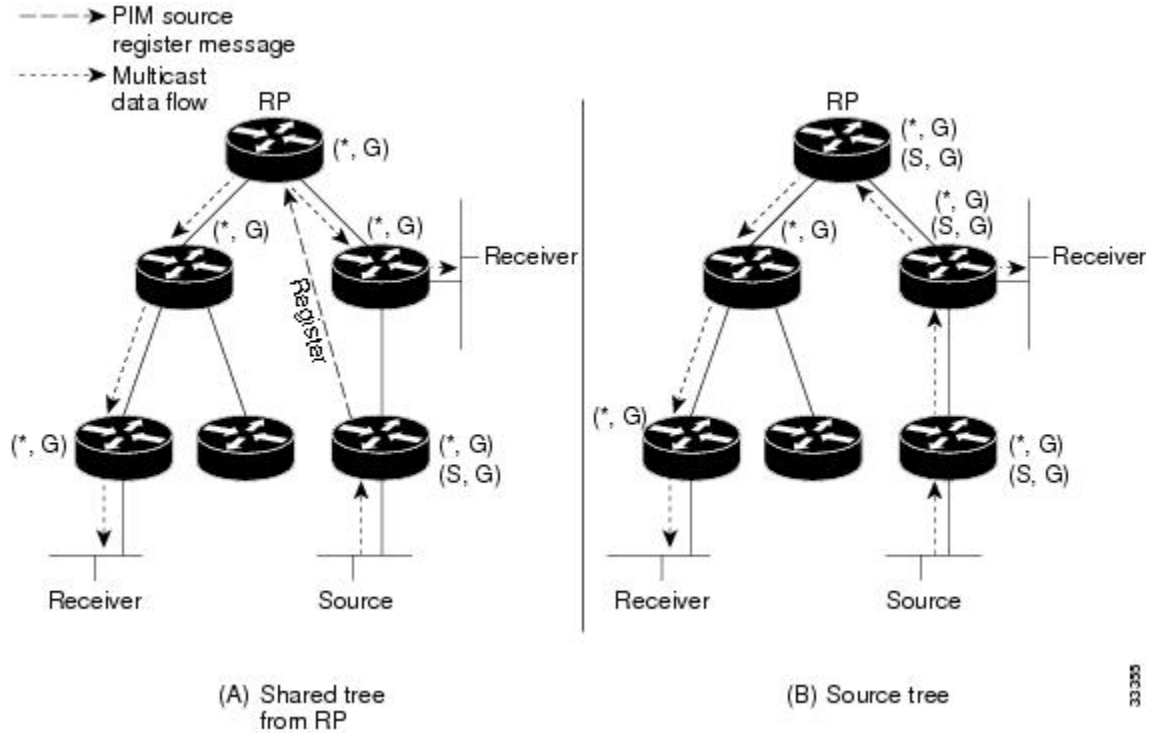 PIM source
register message
Multicast
data flow
RP
(*, G)
(*, G)
(*, G)
Receiver
Register
(*, G)
(*, G)
(S, G)
Receiver
Source
(A) Shared tree
from RP
RP
(*, G)
(S, G)
(*, G)
(*, G)
(S, G)
Receiver
(*, G)
(*, G)
(S, G)
Receiver
Source
(B) Source tree
33355